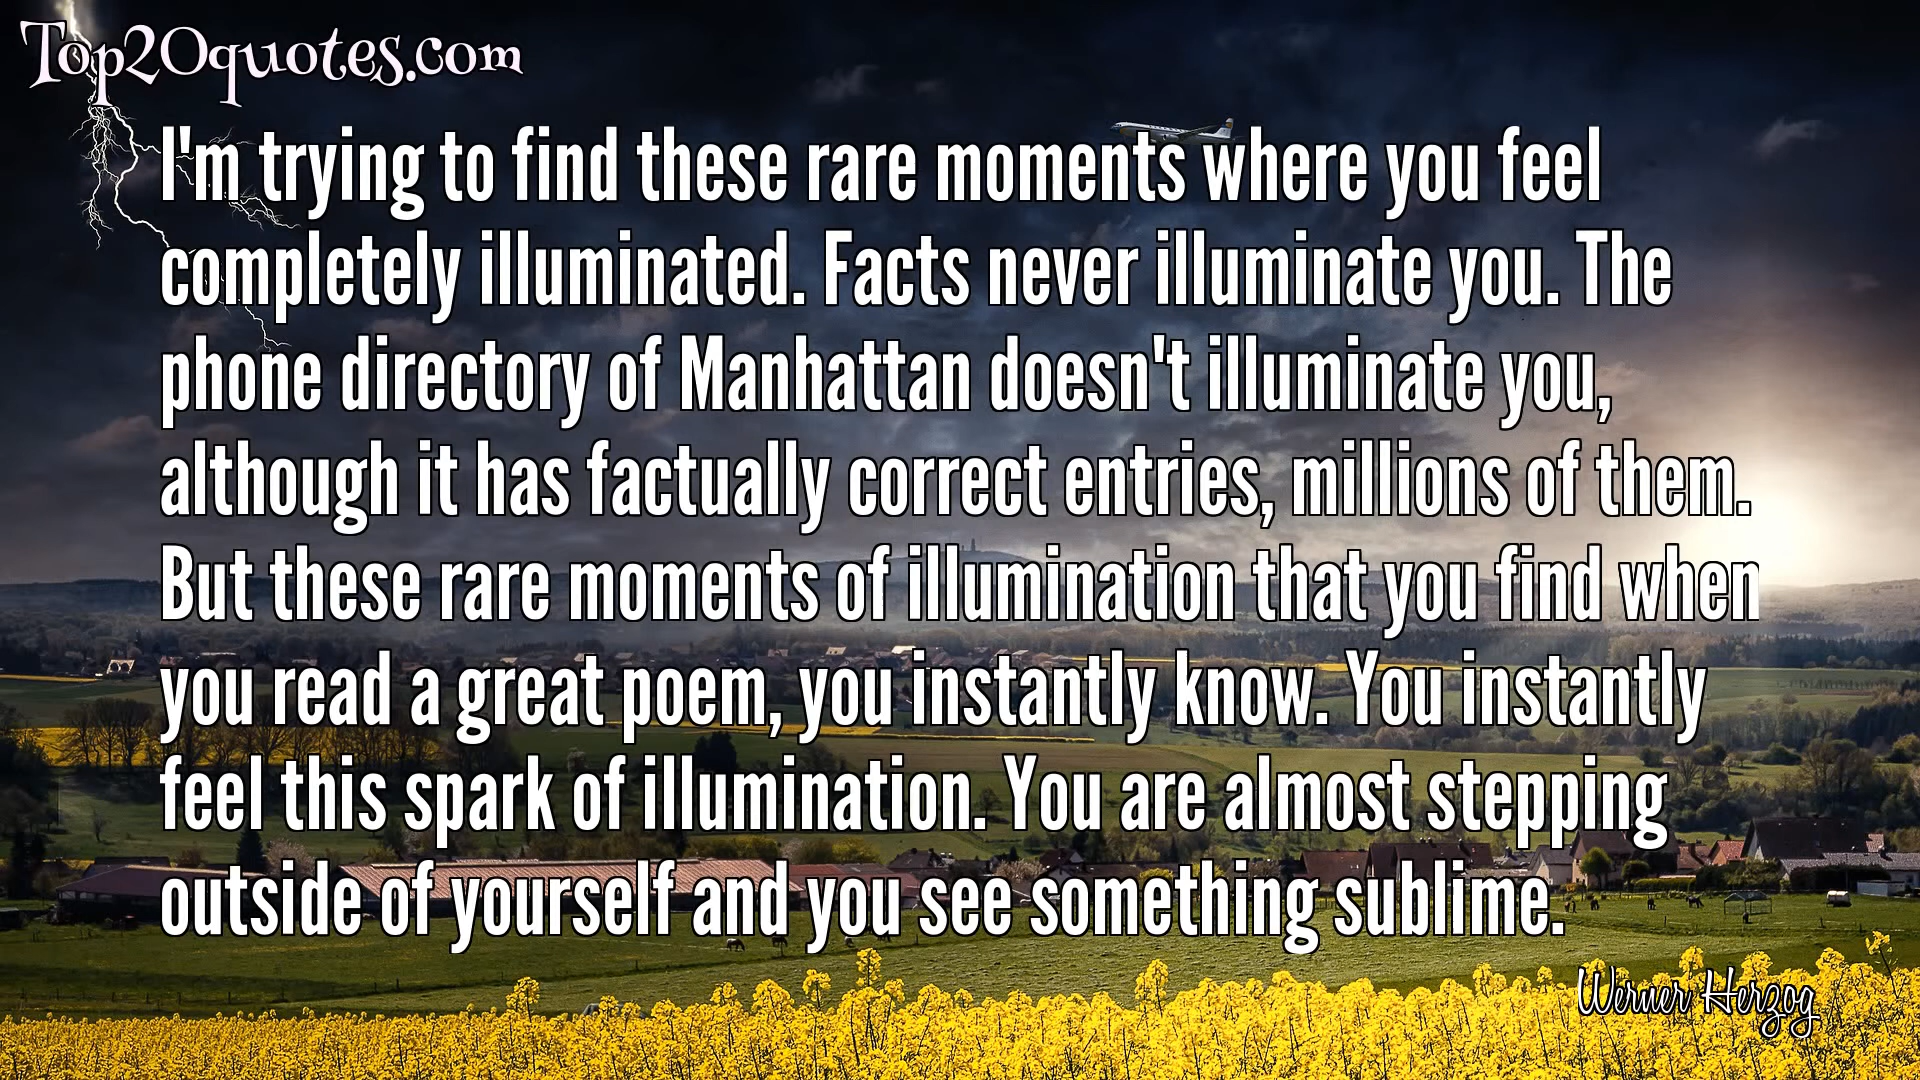 Top20quotes.com
I'm trying to find these rare moments where you feel
completely illuminated. Facts never illuminate you. The
phone directory of Manhattan doesn't illuminate you,
although it has factually correct entries, millions of them.
But these rare moments of illumination that you find when
you read a great poem, you instantly know. You instantly
feel this spark of illumination. You are almost stepping
outside of yourself and you see something sublime.
Werner Herzog